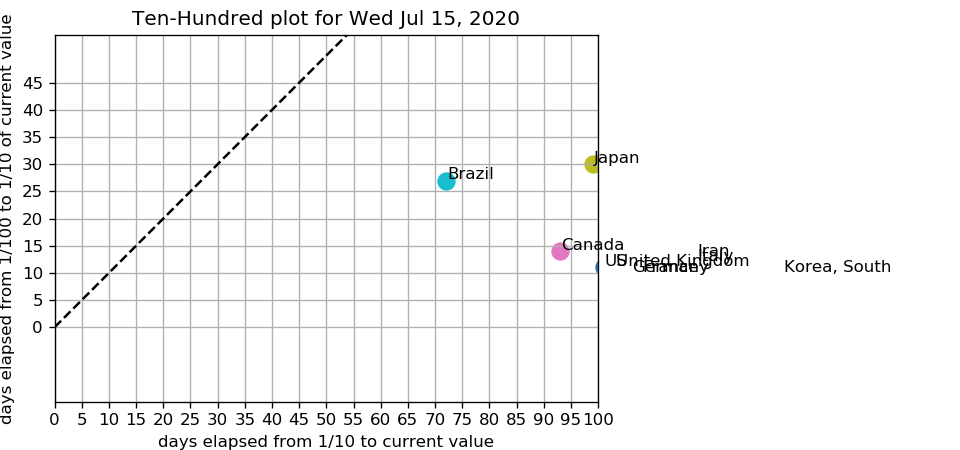 Ten-Hundred plot for Wed Jul 15, 2020
days elapsed from 1/100 to 1/10 of current value
45
40
35
30
25
20
15
10
5
0
Japan
Brazil
Canada
Iran
Italy
US
United Kingdom
Germany
France
Korea, South
0 5 10 15 20 25 30 35 40 45 50 55 60 65 70 75 80 85 90 95 100
days elapsed from 1/10 to current value